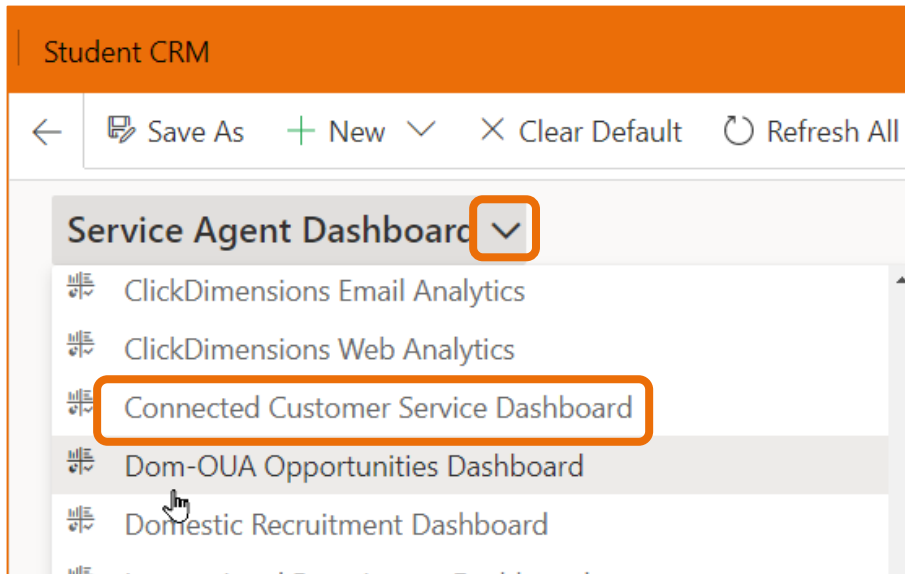 Student CRM
Save As New Clear Default Refresh All
Service Agent Dashboard
ClickDimensions Email Analytics
ClickDimensions Web Analytics
Connected Customer Service Dashboard
Dom-OUA Opportunities Dashboard
Domestic Recruitment Dashboard